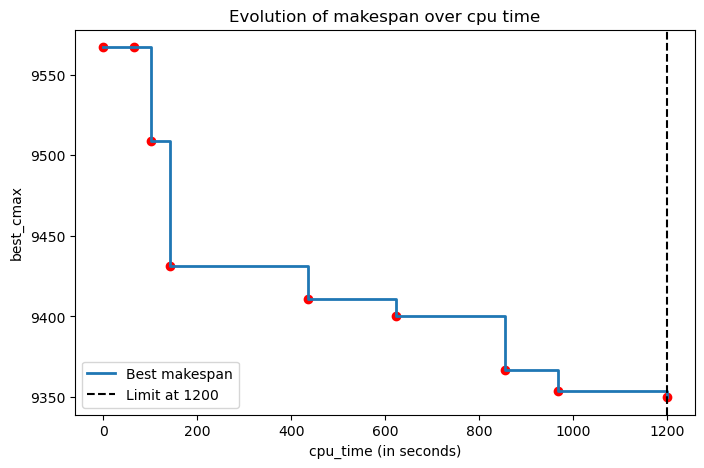 Evolution of makespan over cpu time
best_cmax
9550
9500
9450
9400
9350
Best makespan
Limit at 1200
0
200
400
600
800
1000
1200
cpu_time (in seconds)